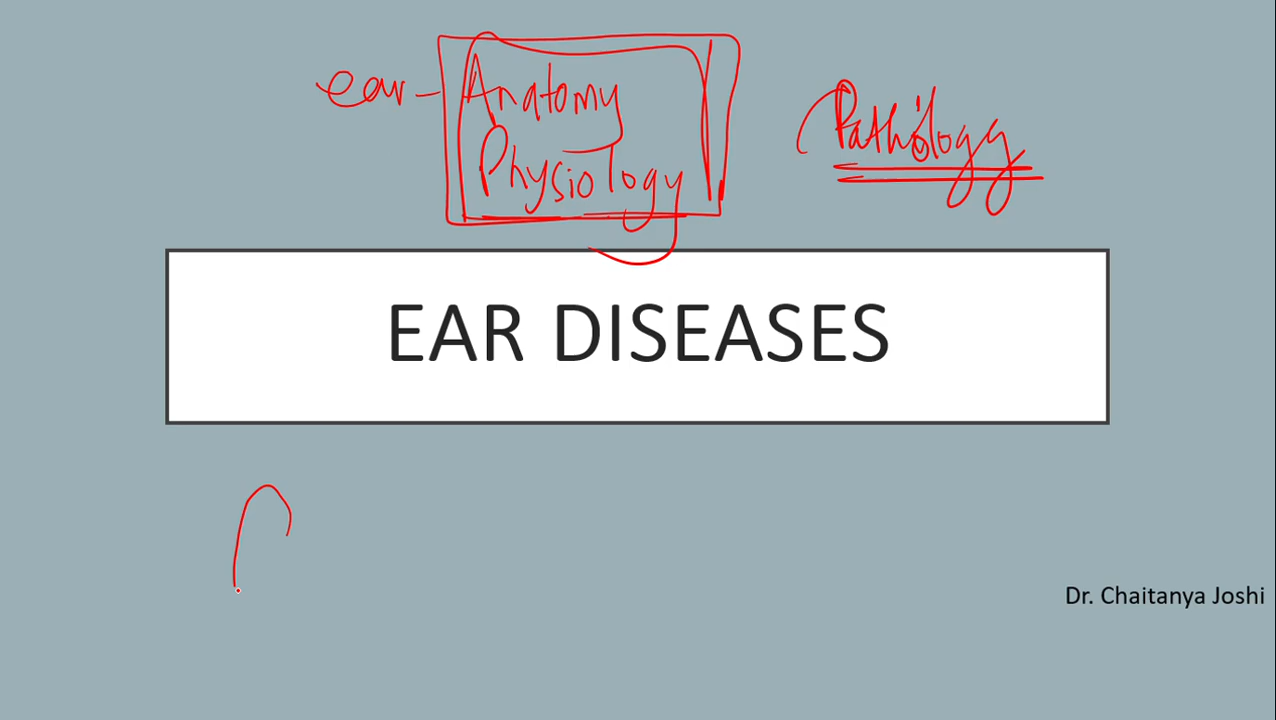 ear - Anatomy
Physiology
Pathology
EAR DISEASES
Dr. Chaitanya Joshi